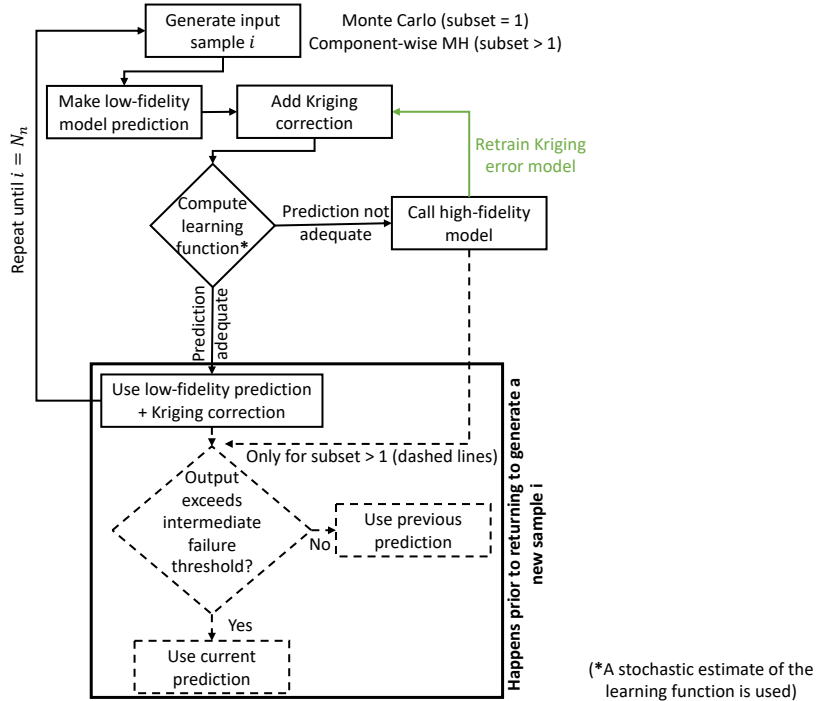 Generate input
sample i
Monte Carlo (subset = 1)
Component-wise MH (subset > 1)
Make low-fidelity
model prediction
Add Kriging
correction
Retrain Kriging
error model
Repeat until i = Nₙ
Compute
learning
function*
Prediction not
adequate
Call high-fidelity
model
Prediction
adequate
Use low-fidelity prediction
+ Kriging correction
Only for subset > 1 (dashed lines)
Output
exceeds
intermediate
failure
threshold?
No
Use previous
prediction
Yes
Use current
prediction
Happens prior to returning to generate a
new sample i
(*A stochastic estimate of the
learning function is used)